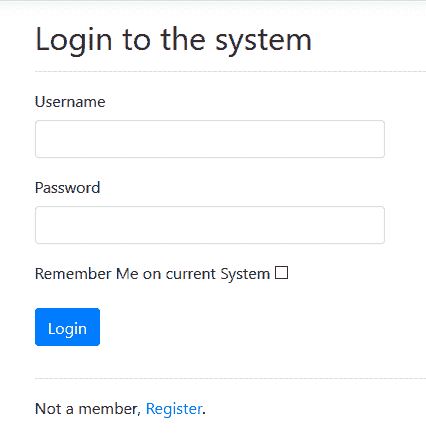 Login to the system
Username
Password
Remember Me on current System
Login
Not a member, Register.